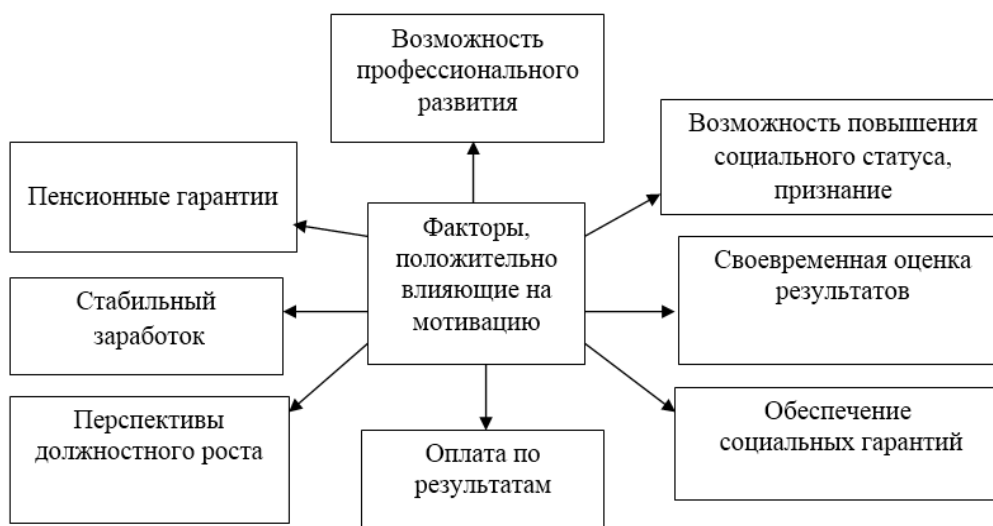 Возможность
профессионального
развития
Возможность повышения
социального статуса,
признание
Пенсионные гарантии
Факторы,
положительно
влияющие на
мотивацию
Своевременная оценка
результатов
Стабильный
заработок
Перспективы
должностного роста
Обеспечение
социальных гарантий
Оплата по
результатам